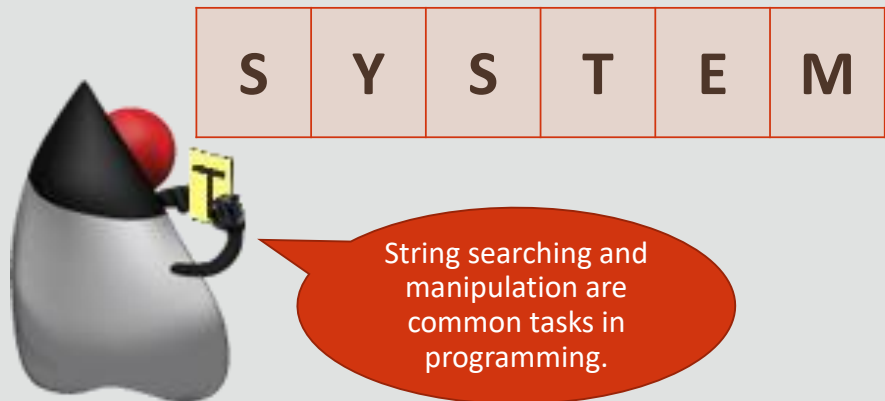 S Y S T E M
T
String searching and
manipulation are
common tasks in
programming.